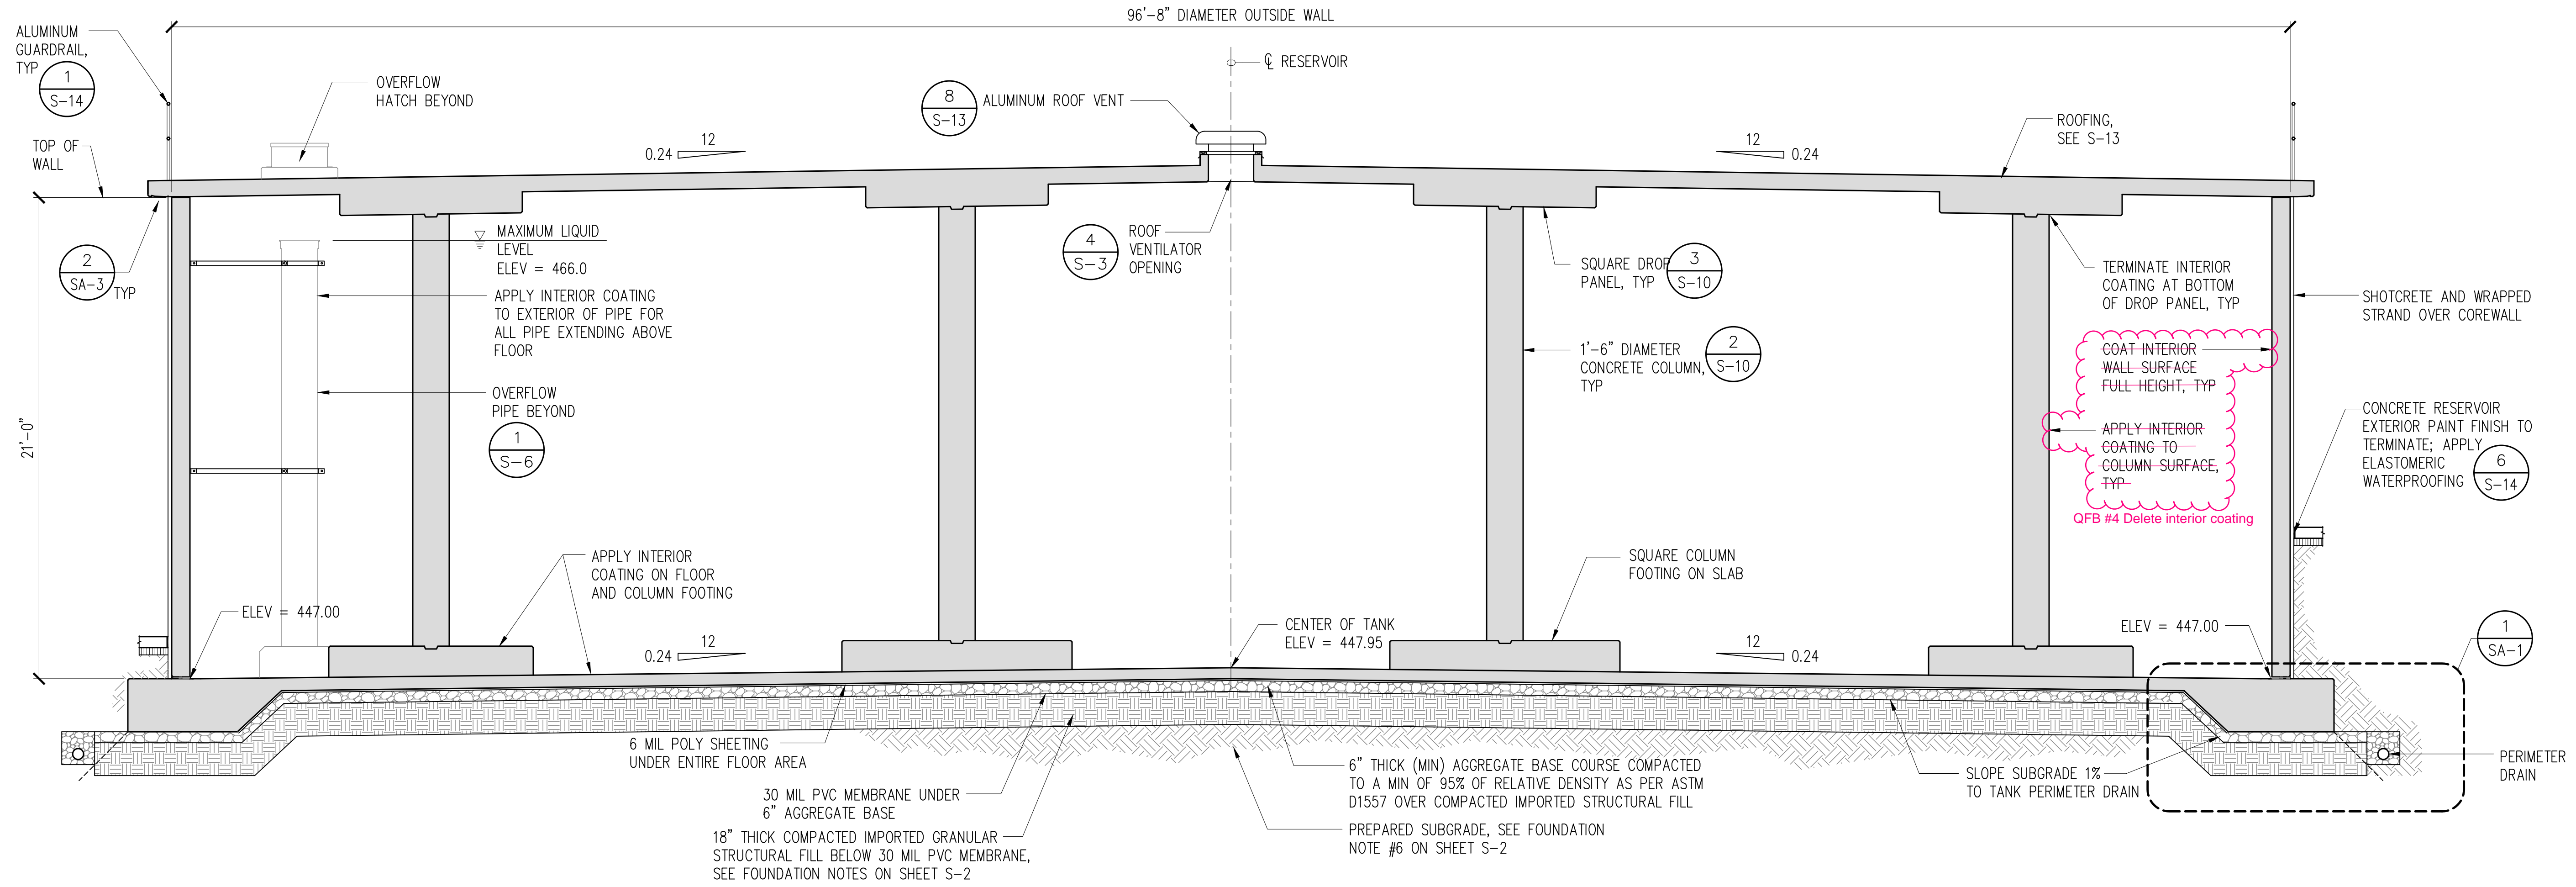 96'-8" DIAMETER OUTSIDE WALL
ALUMINUM
GUARDRAIL,
TYP
1
S-14
OVERFLOW
HATCH BEYOND
8
S-13
ALUMINUM ROOF VENT
℄ RESERVOIR
ROOFING,
SEE S-13
TOP OF
WALL
12
0.24
12
0.24
2
SA-3
TYP
21'-0"
MAXIMUM LIQUID
LEVEL
ELEV = 466.0
APPLY INTERIOR COATING
TO EXTERIOR OF PIPE FOR
ALL PIPE EXTENDING ABOVE
FLOOR
OVERFLOW
PIPE BEYOND
1
S-6
4
S-3
ROOF
VENTILATOR
OPENING
SQUARE DROP
PANEL, TYP
3
S-10
1'-6" DIAMETER
CONCRETE COLUMN,
TYP
2
S-10
TERMINATE INTERIOR
COATING AT BOTTOM
OF DROP PANEL, TYP
COAT INTERIOR
WALL SURFACE
FULL HEIGHT, TYP
APPLY INTERIOR
COATING TO
COLUMN SURFACE,
TYP
QFB #4 Delete interior coating
SHOTCRETE AND WRAPPED
STRAND OVER COREWALL
CONCRETE RESERVOIR
EXTERIOR PAINT FINISH TO
TERMINATE; APPLY
ELASTOMERIC
WATERPROOFING
6
S-14
APPLY INTERIOR
COATING ON FLOOR
AND COLUMN FOOTING
SQUARE COLUMN
FOOTING ON SLAB
ELEV = 447.00
12
0.24
CENTER OF TANK
ELEV = 447.95
12
0.24
ELEV = 447.00
1
SA-1
6 MIL POLY SHEETING
UNDER ENTIRE FLOOR AREA
30 MIL PVC MEMBRANE UNDER
6" AGGREGATE BASE
18" THICK COMPACTED IMPORTED GRANULAR
STRUCTURAL FILL BELOW 30 MIL PVC MEMBRANE,
SEE FOUNDATION NOTES ON SHEET S-2
6" THICK (MIN) AGGREGATE BASE COURSE COMPACTED
TO A MIN OF 95% OF RELATIVE DENSITY AS PER ASTM
D1557 OVER COMPACTED IMPORTED STRUCTURAL FILL
PREPARED SUBGRADE, SEE FOUNDATION
NOTE #6 ON SHEET S-2
SLOPE SUBGRADE 1%
TO TANK PERIMETER DRAIN
PERIMETER
DRAIN